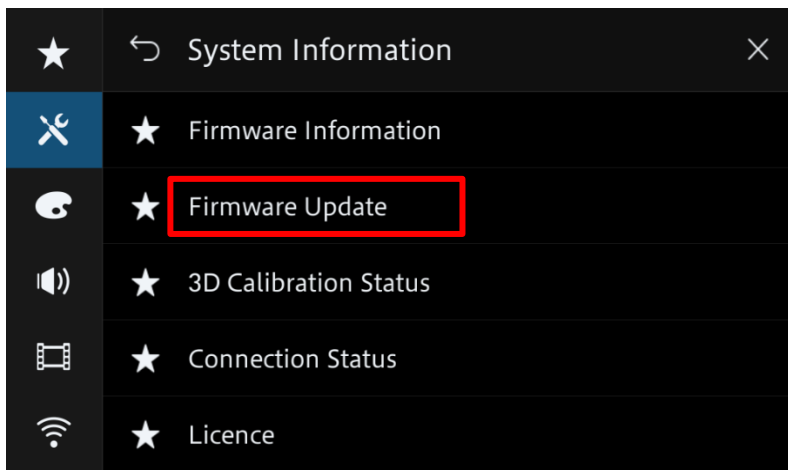 System Information
Firmware Information
Firmware Update
3D Calibration Status
Connection Status
Licence